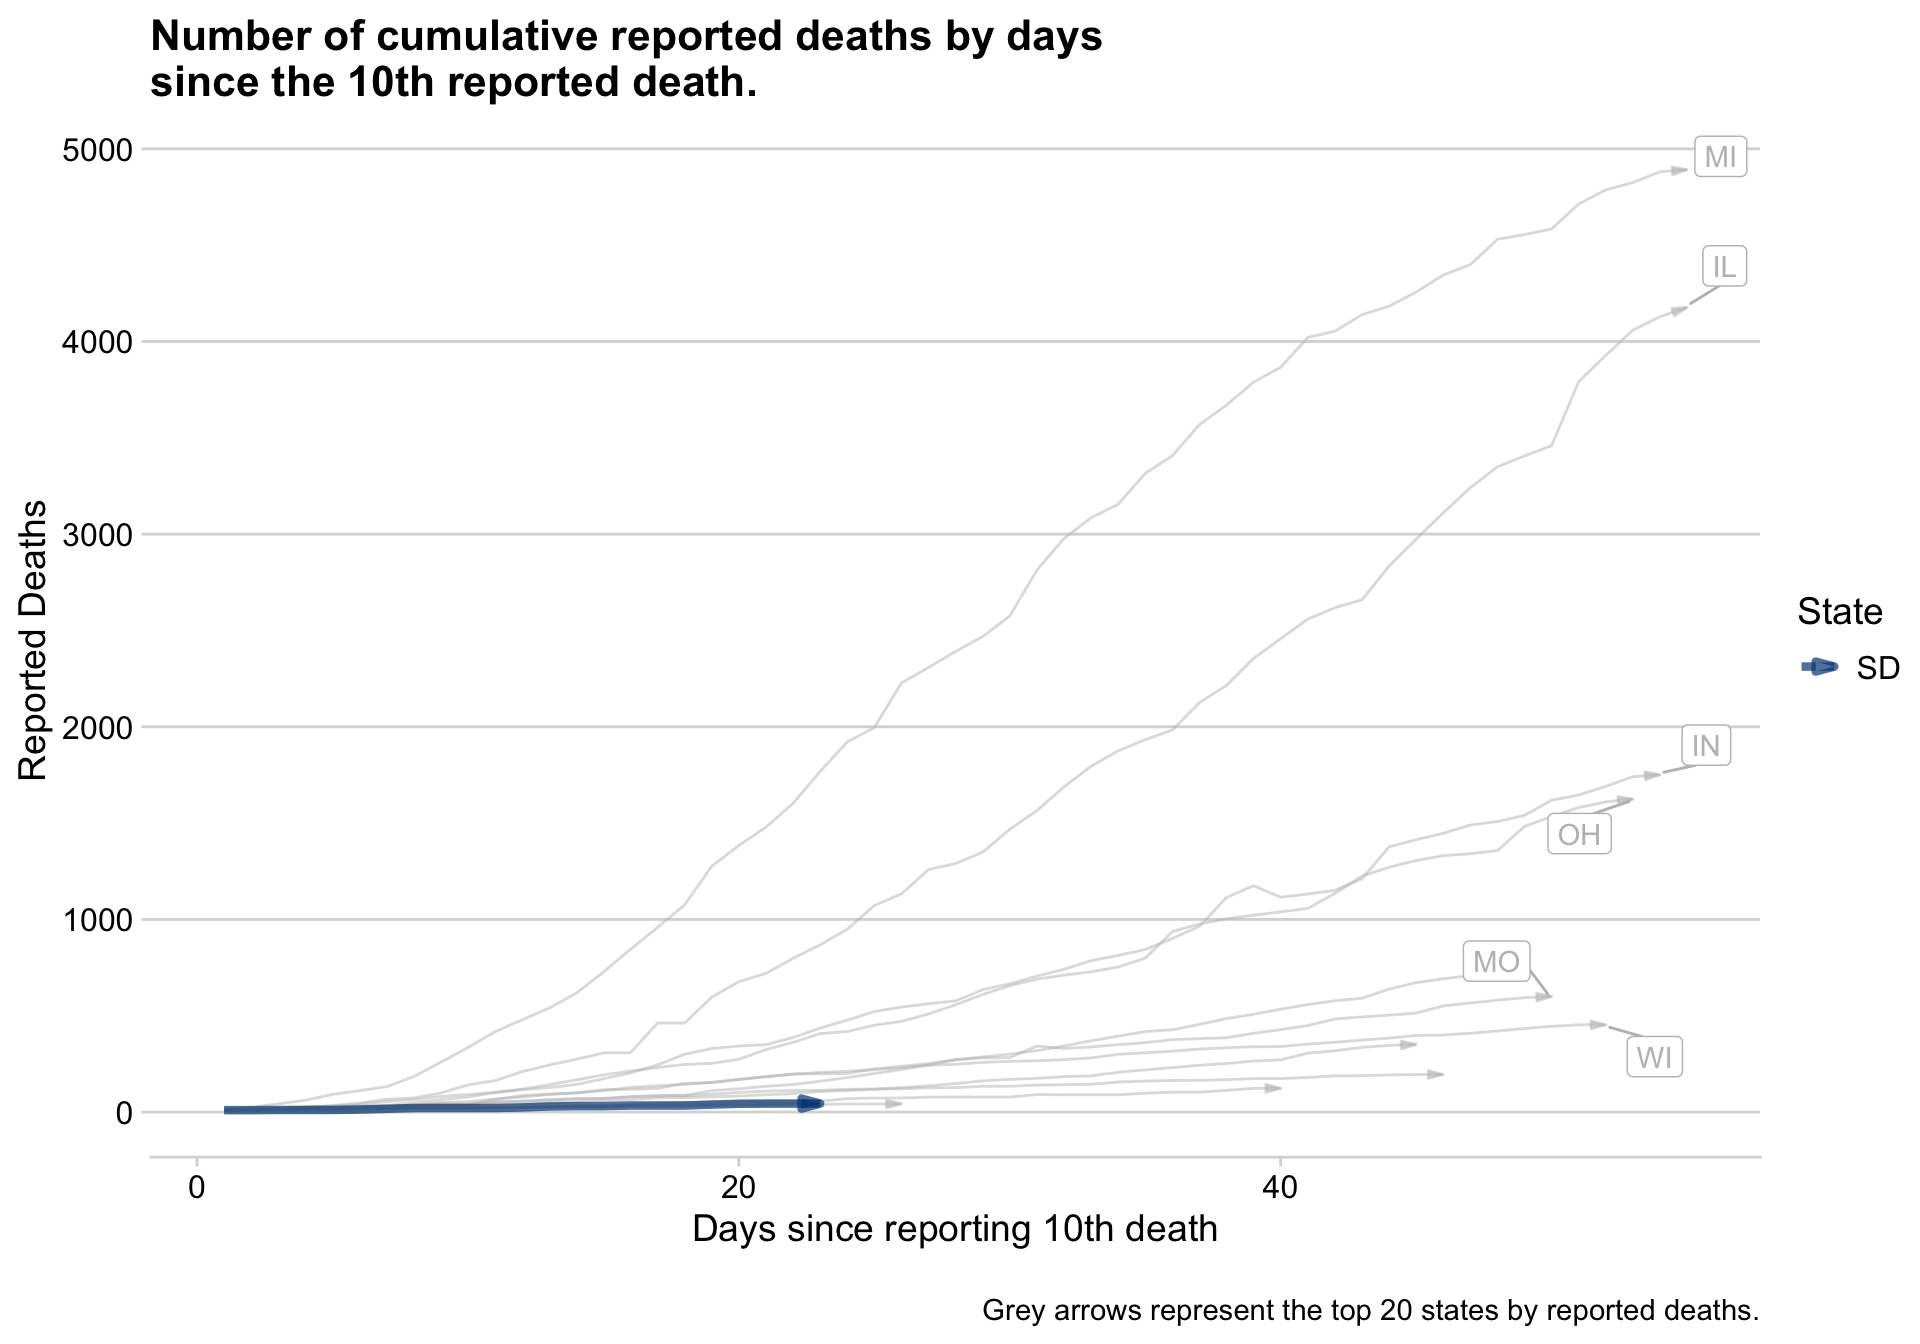 Number of cumulative reported deaths by days
since the 10th reported death.
5000
4000
3000
2000
1000
0
Reported Deaths
MI
IL
IN
OH
MO
WI
State
SD
0
20
40
Days since reporting 10th death
Grey arrows represent the top 20 states by reported deaths.